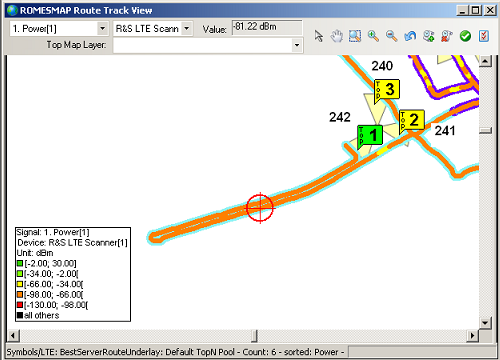 ROMESMAP Route Track View
1. Power[1] R&S LTE Scann Value: -81.22 dBm
Top Map Layer:
240
Top 3
242
Top 2
Top 1
241
Signal: 1. Power[1]
Device: R&S LTE Scanner[1]
Unit: dBm
[-2.00; 30.00]
[-34.00; -2.00[
[-66.00; -34.00[
[-98.00; -66.00[
[-130.00; -98.00[
all others
Symbols/LTE: BestServerRouteUnderlay: Default TopN Pool - Count: 6 - sorted: Power -